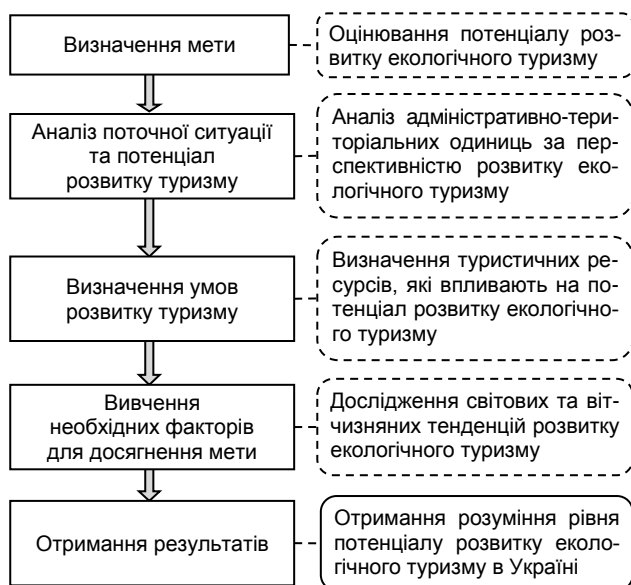 Визначення мети
Оцінювання потенціалу роз-
витку екологічного туризму
Аналіз поточної ситуації
та потенціал
розвитку туризму
Аналіз адміністративно-тери-
торіальних одиниць за пер-
спективністю розвитку еко-
логічного туризму
Визначення умов
розвитку туризму
Визначення туристичних ре-
сурсів, які впливають на по-
тенціал розвитку екологічно-
го туризму
Вивчення
необхідних факторів
для досягнення мети
Дослідження світових та віт-
чизняних тенденцій розвитку
екологічного туризму
Отримання результатів
Отримання розуміння рівня
потенціалу розвитку еколо-
гічного туризму в Україні